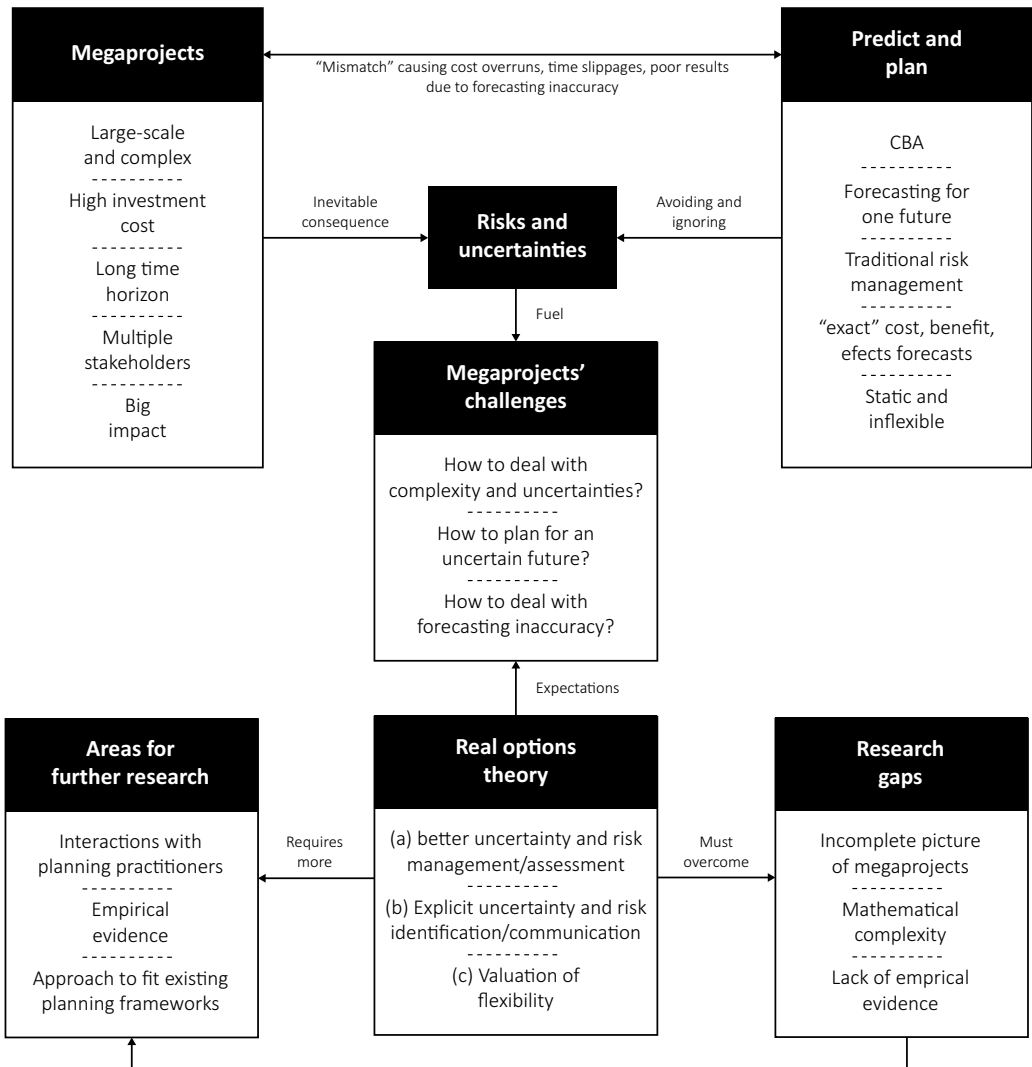 Megaprojects
Large-scale
and complex
----------
High investment
cost
----------
Long time
horizon
----------
Multiple
stakeholders
----------
Big
impact
“Mismatch” causing cost overruns, time slippages, poor results
due to forecasting inaccuracy
Predict and
plan
CBA
----------
Forecasting for
one future
----------
Traditional risk
management
----------
“exact” cost, benefit,
efects forecasts
----------
Static and
inflexible
Inevitable
consequence
Risks and
uncertainties
Avoiding and
ignoring
Fuel
Megaprojects’
challenges
How to deal with
complexity and uncertainties?
----------
How to plan for an
uncertain future?
----------
How to deal with
forecasting inaccuracy?
Expectations
Areas for
further research
Interactions with
planning practitioners
----------
Empirical
evidence
----------
Approach to fit existing
planning frameworks
Requires
more
Real options
theory
(a) better uncertainty and risk
management/assessment
----------
(b) Explicit uncertainty and risk
identification/communication
----------
(c) Valuation of
flexibility
Must
overcome
Research
gaps
Incomplete picture
of megaprojects
----------
Mathematical
complexity
----------
Lack of emprical
evidence